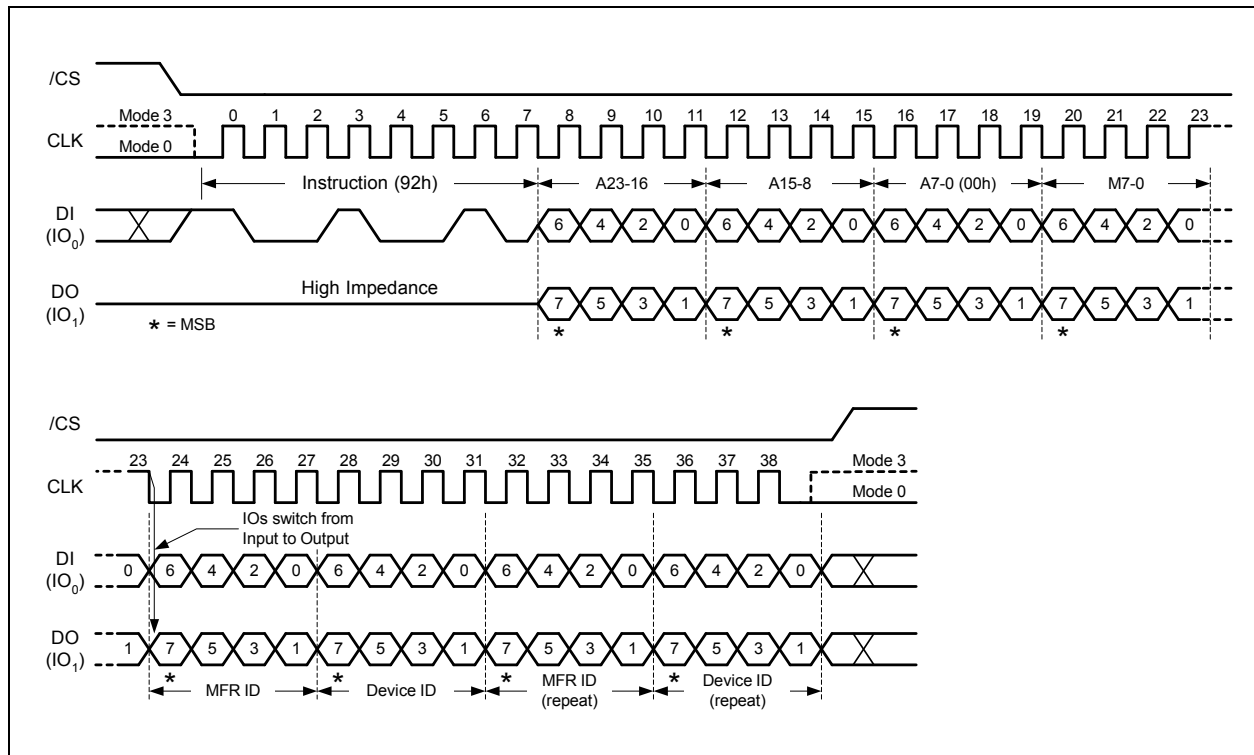 /CS
Mode 3
0 1 2 3 4 5 6 7 8 9 10 11 12 13 14 15 16 17 18 19 20 21 22 23
CLK
Mode 0
Instruction (92h) A23-16 A15-8 A7-0 (00h) M7-0
DI
(IO0)
6 4 2 0 6 4 2 0 6 4 2 0 6 4 2 0
High Impedance
DO
(IO1)
7 5 3 1 7 5 3 1 7 5 3 1 7 5 3 1
* = MSB
* * * *
/CS
23 24 25 26 27 28 29 30 31 32 33 34 35 36 37 38
Mode 3
CLK
Mode 0
IOs switch from
Input to Output
DI
(IO0)
0 6 4 2 0 6 4 2 0 6 4 2 0 6 4 2 0
DO
(IO1)
1 7 5 3 1 7 5 3 1 7 5 3 1 7 5 3 1
* * * *
MFR ID Device ID MFR ID
(repeat)
Device ID
(repeat)